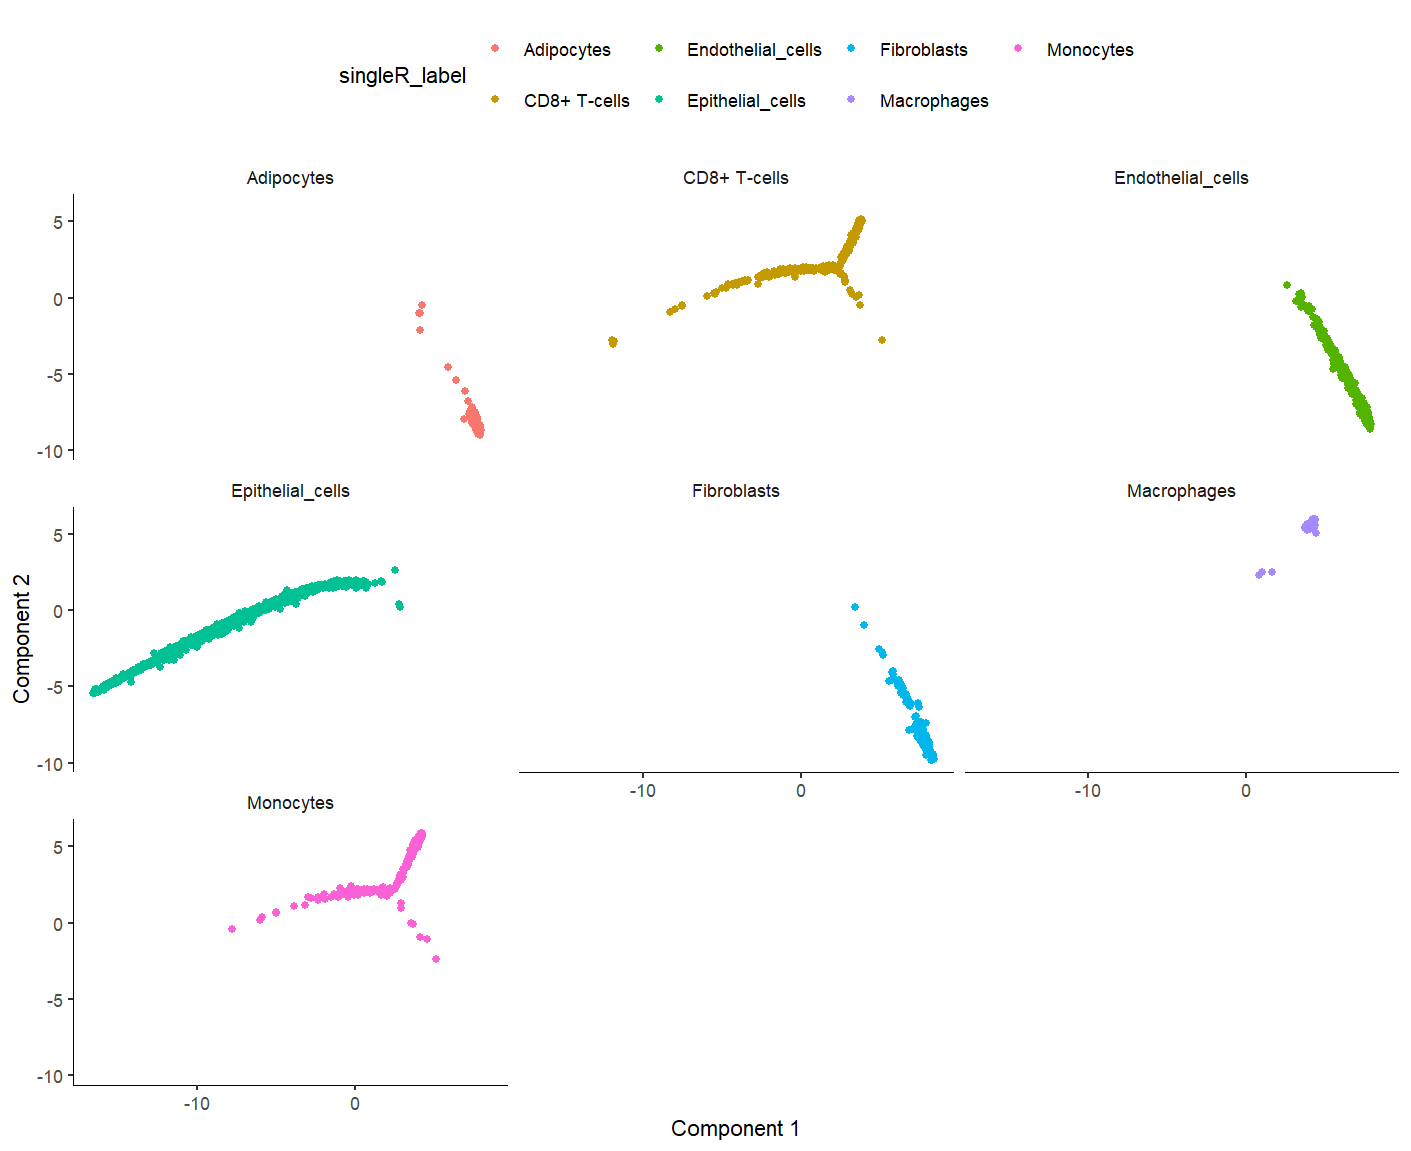 singleR_label
Adipocytes Endothelial_cells Fibroblasts Monocytes
CD8+ T-cells Epithelial_cells Macrophages
Adipocytes CD8+ T-cells Endothelial_cells
5
0
-5
-10
Epithelial_cells Fibroblasts Macrophages
5
0
-5
-10
-10 0 -10 0
Monocytes
5
0
-5
-10
-10 0
Component 2
Component 1